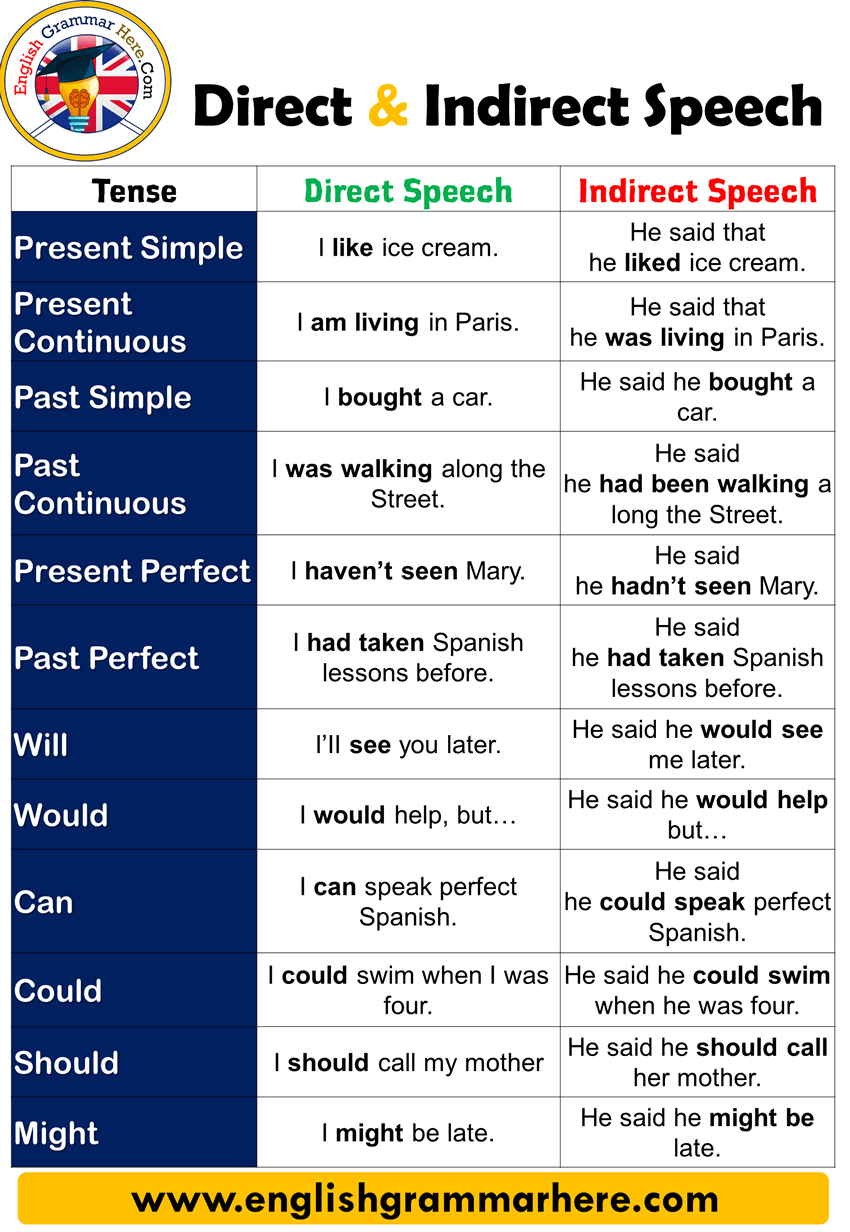 English Grammar Here.Com
Direct & Indirect Speech
Tense
Direct Speech
Indirect Speech
Present Simple
I like ice cream.
He said that
he liked ice cream.
Present
Continuous
I am living in Paris.
He said that
he was living in Paris.
Past Simple
I bought a car.
He said he bought a
car.
Past
Continuous
I was walking along the
Street.
He said
he had been walking a
long the Street.
Present Perfect
I haven’t seen Mary.
He said
he hadn’t seen Mary.
Past Perfect
I had taken Spanish
lessons before.
He said
he had taken Spanish
lessons before.
Will
I’ll see you later.
He said he would see
me later.
Would
I would help, but…
He said he would help
but…
Can
I can speak perfect
Spanish.
He said
he could speak perfect
Spanish.
Could
I could swim when I was
four.
He said he could swim
when he was four.
Should
I should call my mother
He said he should call
her mother.
Might
I might be late.
He said he might be
late.
www.englishgrammarhere.com